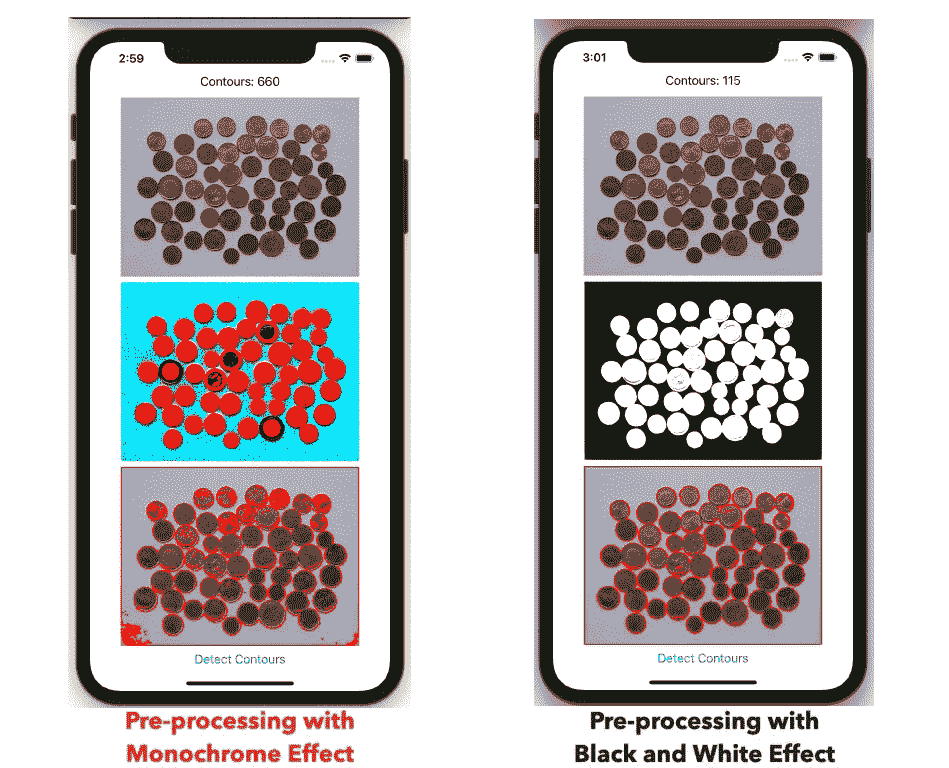 2:59
Contours: 660
Detect Contours
Pre-processing with
Monochrome Effect
3:01
Contours: 115
Detect Contours
Pre-processing with
Black and White Effect